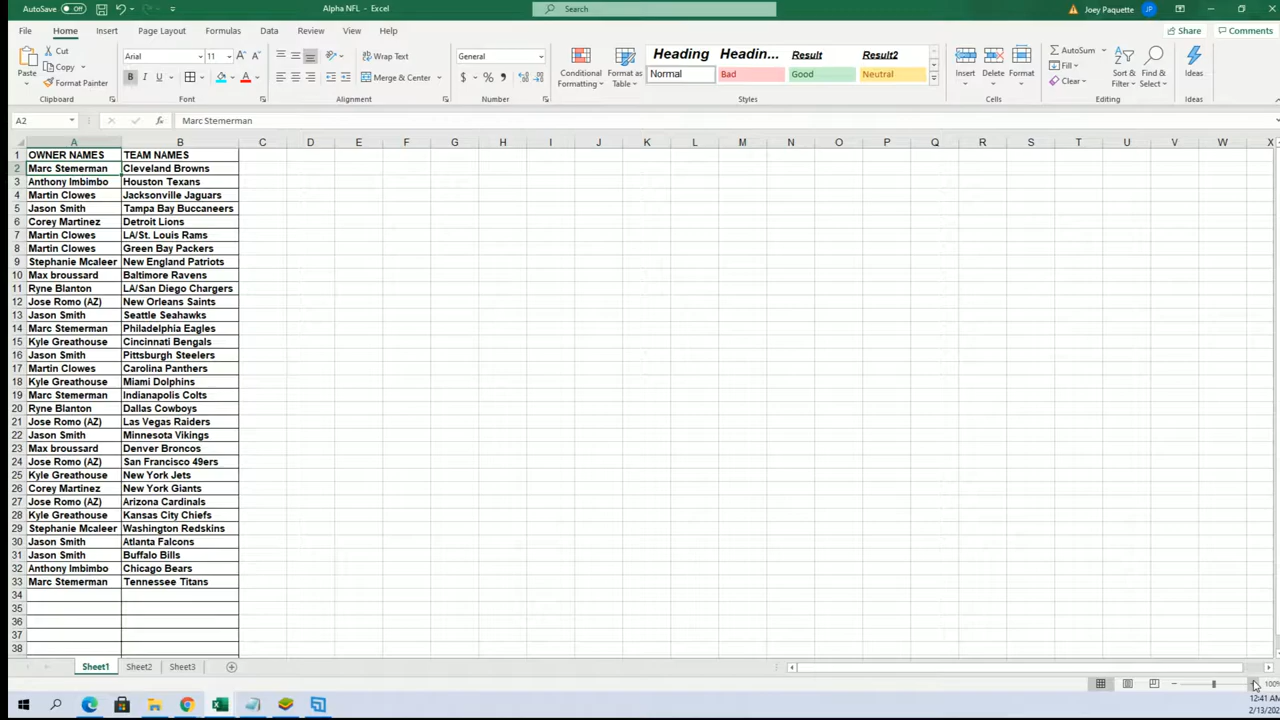 AutoSave Off Alpha NFL - Excel Search Joey Paquette JP
File Home Insert Page Layout Formulas Data Review View Help Share Comments
Paste Cut Copy Format Painter Clipboard
Arial 11 B I U Font
Wrap Text Merge & Center Alignment
General $ % Number
Conditional Formatting Format as Table
Heading Headin... Result Result2
Normal Bad Good Neutral Styles
Insert Delete Format Cells
AutoSum Fill Clear Sort & Filter Find & Select Editing
Ideas Ideas
A2 fx Marc Stemerman
A B C D E F G H I J K L M N O P Q R S T U V W X
1 OWNER NAMES TEAM NAMES
2 Marc Stemerman Cleveland Browns
3 Anthony Imbimbo Houston Texans
4 Martin Clowes Jacksonville Jaguars
5 Jason Smith Tampa Bay Buccaneers
6 Corey Martinez Detroit Lions
7 Martin Clowes LA/St. Louis Rams
8 Martin Clowes Green Bay Packers
9 Stephanie Mcaleer New England Patriots
10 Max broussard Baltimore Ravens
11 Ryne Blanton LA/San Diego Chargers
12 Jose Romo (AZ) New Orleans Saints
13 Jason Smith Seattle Seahawks
14 Marc Stemerman Philadelphia Eagles
15 Kyle Greathouse Cincinnati Bengals
16 Jason Smith Pittsburgh Steelers
17 Martin Clowes Carolina Panthers
18 Kyle Greathouse Miami Dolphins
19 Marc Stemerman Indianapolis Colts
20 Ryne Blanton Dallas Cowboys
21 Jose Romo (AZ) Las Vegas Raiders
22 Jason Smith Minnesota Vikings
23 Max broussard Denver Broncos
24 Jose Romo (AZ) San Francisco 49ers
25 Kyle Greathouse New York Jets
26 Corey Martinez New York Giants
27 Jose Romo (AZ) Arizona Cardinals
28 Kyle Greathouse Kansas City Chiefs
29 Stephanie Mcaleer Washington Redskins
30 Jason Smith Atlanta Falcons
31 Jason Smith Buffalo Bills
32 Anthony Imbimbo Chicago Bears
33 Marc Stemerman Tennessee Titans
34
35
36
37
38
Sheet1 Sheet2 Sheet3
100%
12:41 AM
2/13/202